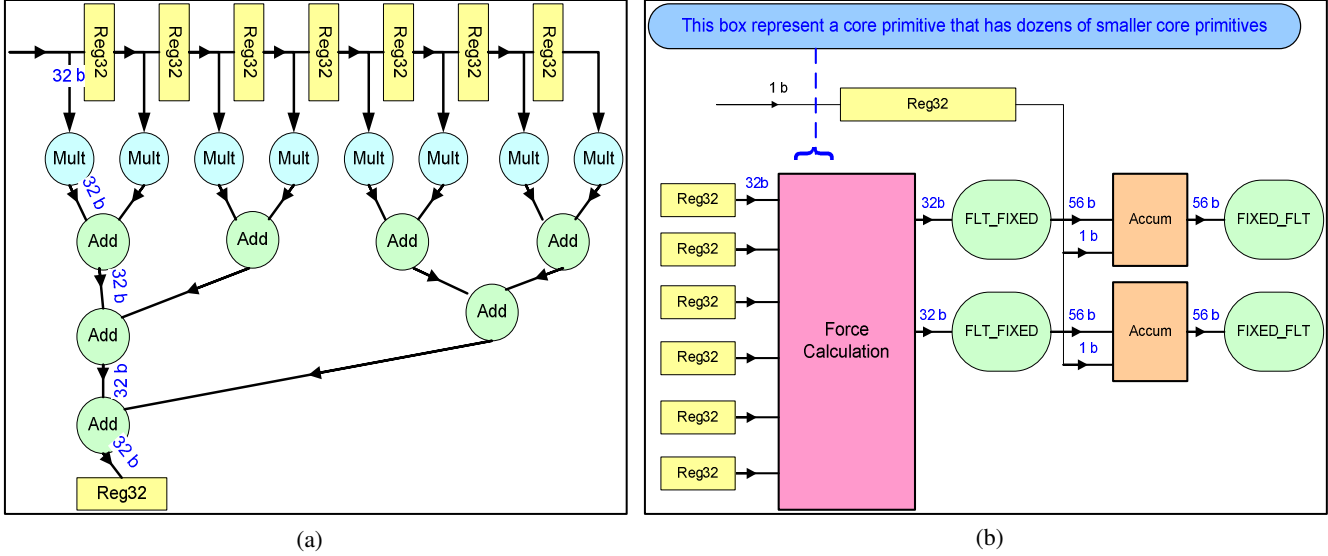 Reg32
Reg32
Reg32
Reg32
Reg32
Reg32
Reg32
32 b
Mult
Mult
Mult
Mult
Mult
Mult
Mult
Mult
32 b
Add
Add
Add
Add
32 b
Add
Add
32 b
Add
32 b
Reg32
(a)
This box represent a core primitive that has dozens of smaller core primitives
1 b
Reg32
Reg32
32b
Reg32
Reg32
Reg32
Reg32
Reg32
Force
Calculation
32b
FLT_FIXED
56 b
1 b
Accum
56 b
FIXED_FLT
32 b
FLT_FIXED
56 b
1 b
Accum
56 b
FIXED_FLT
(b)